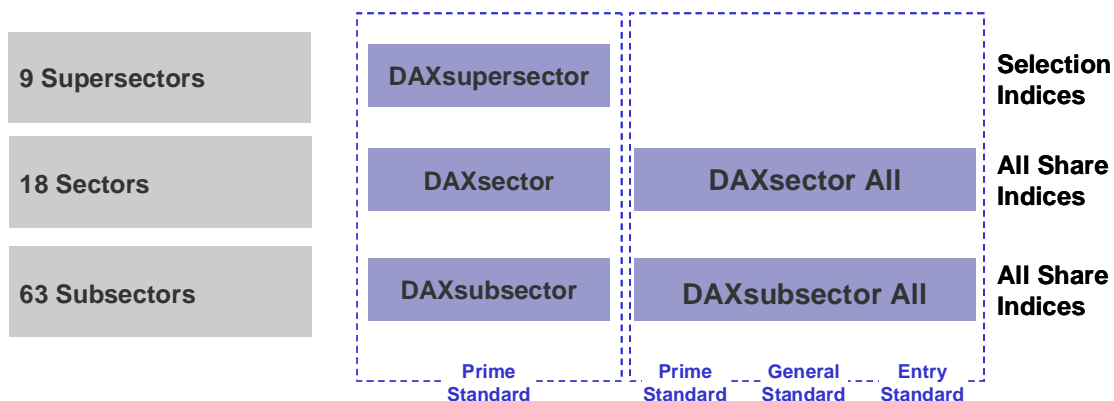 9 Supersectors
DAXsupersector
Selection
Indices
18 Sectors
DAXsector
DAXsector All
All Share
Indices
63 Subsectors
DAXsubsector
DAXsubsector All
All Share
Indices
Prime
Standard
Prime
Standard
General
Standard
Entry
Standard